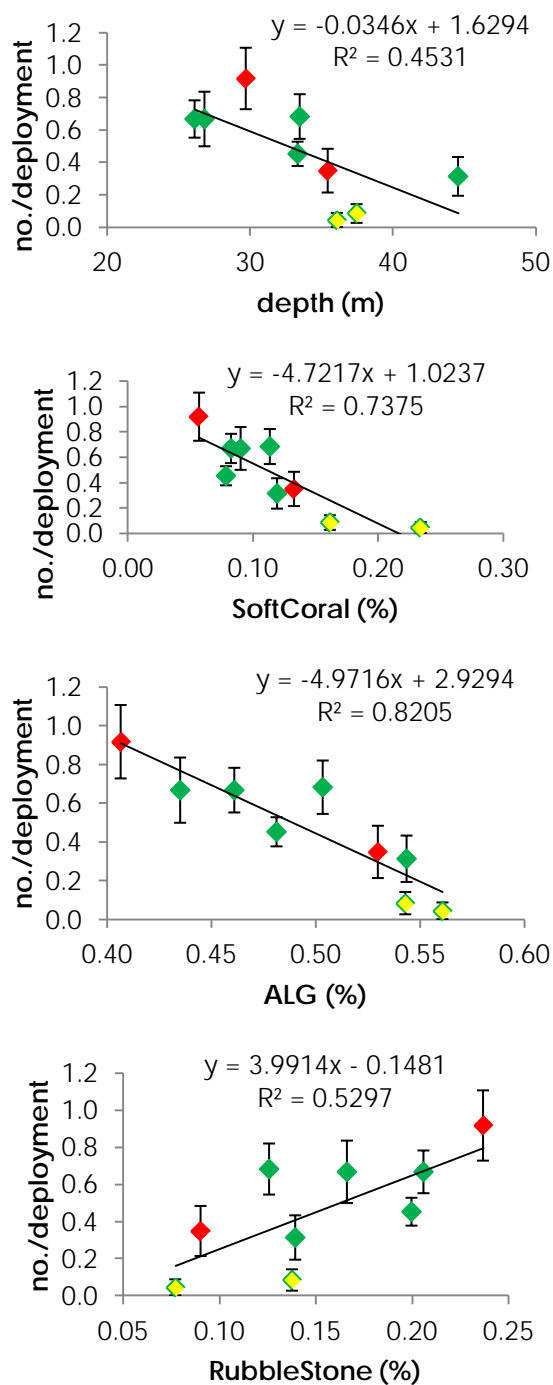 y = -0.0346x + 1.6294
R² = 0.4531
no./deployment
1.2
1.0
0.8
0.6
0.4
0.2
0.0
20 30 40 50
depth (m)
y = -4.7217x + 1.0237
R² = 0.7375
no./deployment
1.2
1.0
0.8
0.6
0.4
0.2
0.0
0.00 0.10 0.20 0.30
SoftCoral (%)
y = -4.9716x + 2.9294
R² = 0.8205
no./deployment
1.2
1.0
0.8
0.6
0.4
0.2
0.0
0.40 0.45 0.50 0.55 0.60
ALG (%)
y = 3.9914x - 0.1481
R² = 0.5297
no./deployment
1.2
1.0
0.8
0.6
0.4
0.2
0.0
0.05 0.10 0.15 0.20 0.25
RubbleStone (%)